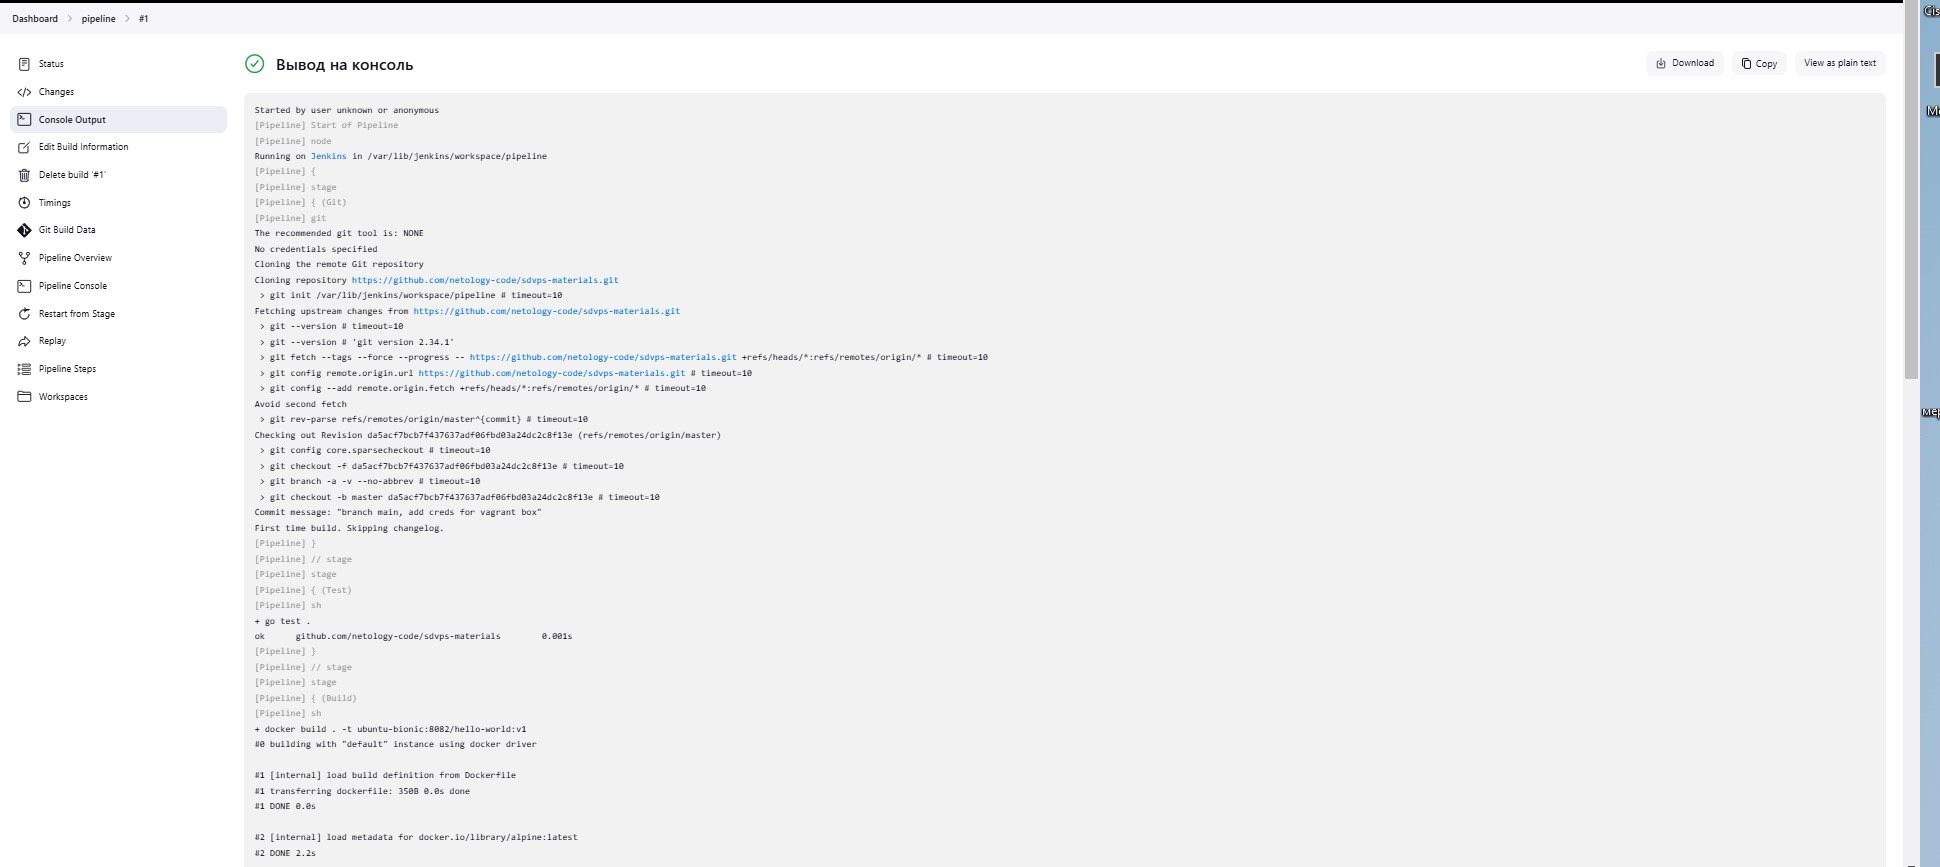 Dashboard > pipeline > #1
Status
Changes
Console Output
Edit Build Information
Delete build '#1'
Timings
Git Build Data
Pipeline Overview
Pipeline Console
Restart from Stage
Replay
Pipeline Steps
Workspaces
Вывод на консоль
Download
Copy
View as plain text
Started by user unknown or anonymous
[Pipeline] Start of Pipeline
[Pipeline] node
Running on Jenkins in /var/lib/jenkins/workspace/pipeline
[Pipeline] {
[Pipeline] stage
[Pipeline] { (Git)
[Pipeline] git
The recommended git tool is: NONE
No credentials specified
Cloning the remote Git repository
Cloning repository https://github.com/netology-code/sdvps-materials.git
 > git init /var/lib/jenkins/workspace/pipeline # timeout=10
Fetching upstream changes from https://github.com/netology-code/sdvps-materials.git
 > git --version # timeout=10
 > git --version # 'git version 2.34.1'
 > git fetch --tags --force --progress -- https://github.com/netology-code/sdvps-materials.git +refs/heads/*:refs/remotes/origin/* # timeout=10
 > git config remote.origin.url https://github.com/netology-code/sdvps-materials.git # timeout=10
 > git config --add remote.origin.fetch +refs/heads/*:refs/remotes/origin/* # timeout=10
Avoid second fetch
 > git rev-parse refs/remotes/origin/master^{commit} # timeout=10
Checking out Revision da5acf7bcb7f437637adf06fbd03a24dc2c8f13e (refs/remotes/origin/master)
 > git config core.sparsecheckout # timeout=10
 > git checkout -f da5acf7bcb7f437637adf06fbd03a24dc2c8f13e # timeout=10
 > git branch -a -v --no-abbrev # timeout=10
 > git checkout -b master da5acf7bcb7f437637adf06fbd03a24dc2c8f13e # timeout=10
Commit message: "branch main, add creds for vagrant box"
First time build. Skipping changelog.
[Pipeline] }
[Pipeline] // stage
[Pipeline] stage
[Pipeline] { (Test)
[Pipeline] sh
+ go test .
ok github.com/netology-code/sdvps-materials 0.001s
[Pipeline] }
[Pipeline] // stage
[Pipeline] stage
[Pipeline] { (Build)
[Pipeline] sh
+ docker build . -t ubuntu-bionic:8082/hello-world:v1
#0 building with "default" instance using docker driver
#1 [internal] load build definition from Dockerfile
#1 transferring dockerfile: 350B 0.0s done
#1 DONE 0.0s
#2 [internal] load metadata for docker.io/library/alpine:latest
#2 DONE 2.2s